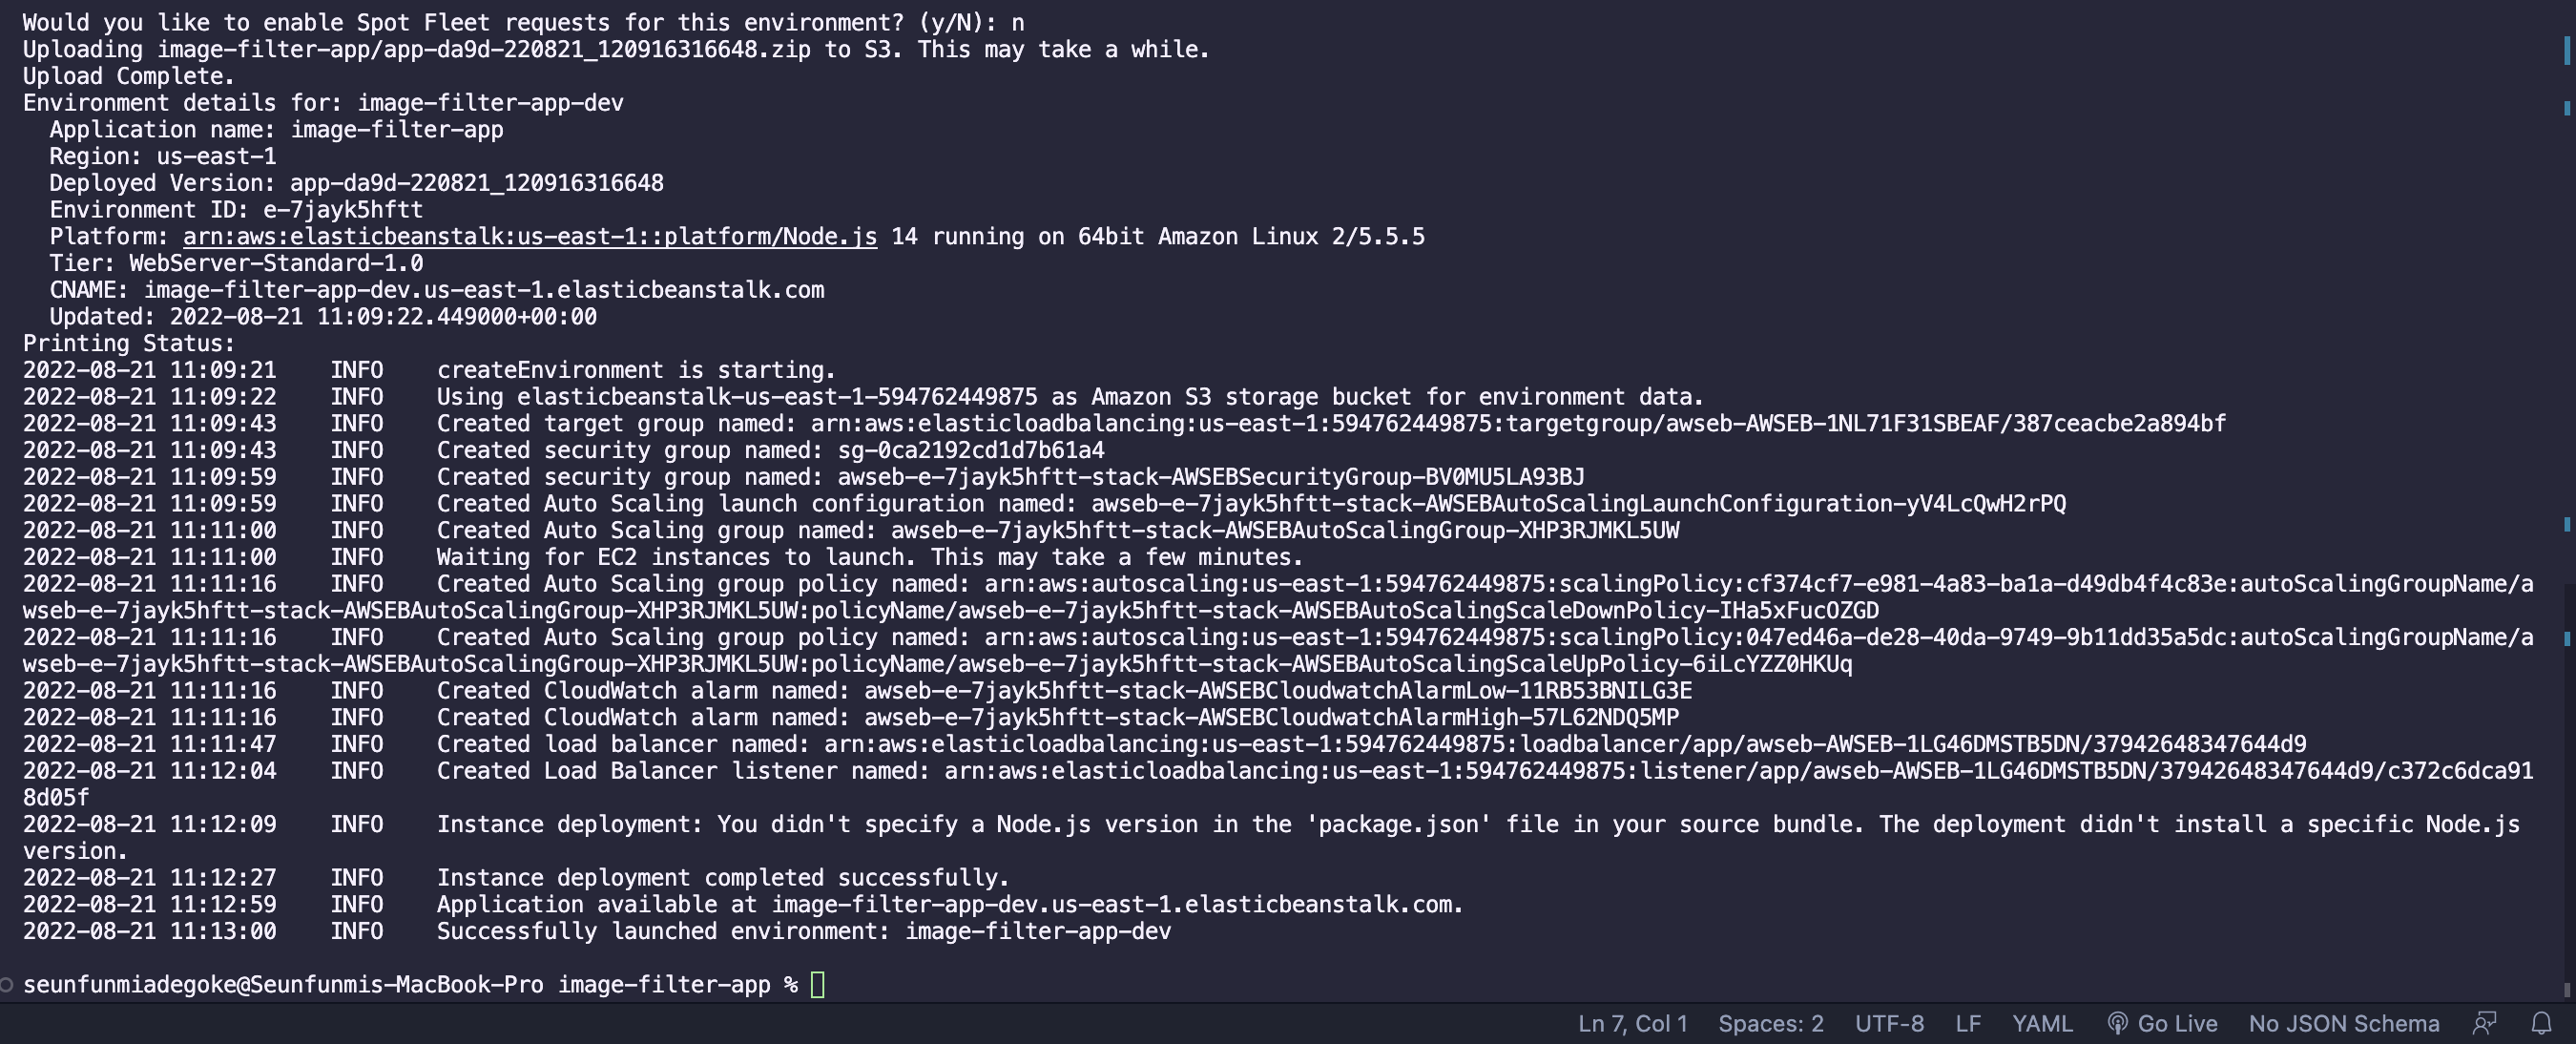 Would you like to enable Spot Fleet requests for this environment? (y/N): n
Uploading image-filter-app/app-da9d-220821_120916316648.zip to S3. This may take a while.
Upload Complete.
Environment details for: image-filter-app-dev
  Application name: image-filter-app
  Region: us-east-1
  Deployed Version: app-da9d-220821_120916316648
  Environment ID: e-7jayk5hftt
  Platform: arn:aws:elasticbeanstalk:us-east-1::platform/Node.js 14 running on 64bit Amazon Linux 2/5.5.5
  Tier: WebServer-Standard-1.0
  CNAME: image-filter-app-dev.us-east-1.elasticbeanstalk.com
  Updated: 2022-08-21 11:09:22.449000+00:00
Printing Status:
2022-08-21 11:09:21    INFO    createEnvironment is starting.
2022-08-21 11:09:22    INFO    Using elasticbeanstalk-us-east-1-594762449875 as Amazon S3 storage bucket for environment data.
2022-08-21 11:09:43    INFO    Created target group named: arn:aws:elasticloadbalancing:us-east-1:594762449875:targetgroup/awseb-AWSEB-1NL71F31SBEAF/387ceacbe2a894bf
2022-08-21 11:09:43    INFO    Created security group named: sg-0ca2192cd1d7b61a4
2022-08-21 11:09:59    INFO    Created security group named: awseb-e-7jayk5hftt-stack-AWSEBSecurityGroup-BV0MU5LA93BJ
2022-08-21 11:09:59    INFO    Created Auto Scaling launch configuration named: awseb-e-7jayk5hftt-stack-AWSEBAutoScalingLaunchConfiguration-yV4LcQwH2rPQ
2022-08-21 11:11:00    INFO    Created Auto Scaling group named: awseb-e-7jayk5hftt-stack-AWSEBAutoScalingGroup-XHP3RJMKL5UW
2022-08-21 11:11:00    INFO    Waiting for EC2 instances to launch. This may take a few minutes.
2022-08-21 11:11:16    INFO    Created Auto Scaling group policy named: arn:aws:autoscaling:us-east-1:594762449875:scalingPolicy:cf374cf7-e981-4a83-ba1a-d49db4f4c83e:autoScalingGroupName/a
wseb-e-7jayk5hftt-stack-AWSEBAutoScalingGroup-XHP3RJMKL5UW:policyName/awseb-e-7jayk5hftt-stack-AWSEBAutoScalingScaleDownPolicy-IHa5xFucOZGD
2022-08-21 11:11:16    INFO    Created Auto Scaling group policy named: arn:aws:autoscaling:us-east-1:594762449875:scalingPolicy:047ed46a-de28-40da-9749-9b11dd35a5dc:autoScalingGroupName/a
wseb-e-7jayk5hftt-stack-AWSEBAutoScalingGroup-XHP3RJMKL5UW:policyName/awseb-e-7jayk5hftt-stack-AWSEBAutoScalingScaleUpPolicy-6iLcYZZ0HKUq
2022-08-21 11:11:16    INFO    Created CloudWatch alarm named: awseb-e-7jayk5hftt-stack-AWSEBCloudwatchAlarmLow-11RB53BNILG3E
2022-08-21 11:11:16    INFO    Created CloudWatch alarm named: awseb-e-7jayk5hftt-stack-AWSEBCloudwatchAlarmHigh-57L62NDQ5MP
2022-08-21 11:11:47    INFO    Created load balancer named: arn:aws:elasticloadbalancing:us-east-1:594762449875:loadbalancer/app/awseb-AWSEB-1LG46DMSTB5DN/37942648347644d9
2022-08-21 11:12:04    INFO    Created Load Balancer listener named: arn:aws:elasticloadbalancing:us-east-1:594762449875:listener/app/awseb-AWSEB-1LG46DMSTB5DN/37942648347644d9/c372c6dca91
8d05f
2022-08-21 11:12:09    INFO    Instance deployment: You didn't specify a Node.js version in the 'package.json' file in your source bundle. The deployment didn't install a specific Node.js
version.
2022-08-21 11:12:27    INFO    Instance deployment completed successfully.
2022-08-21 11:12:59    INFO    Application available at image-filter-app-dev.us-east-1.elasticbeanstalk.com.
2022-08-21 11:13:00    INFO    Successfully launched environment: image-filter-app-dev
seunfunmiadegoke@Seunfunmis-MacBook-Pro image-filter-app %
Ln 7, Col 1  Spaces: 2  UTF-8  LF  YAML  Go Live  No JSON Schema